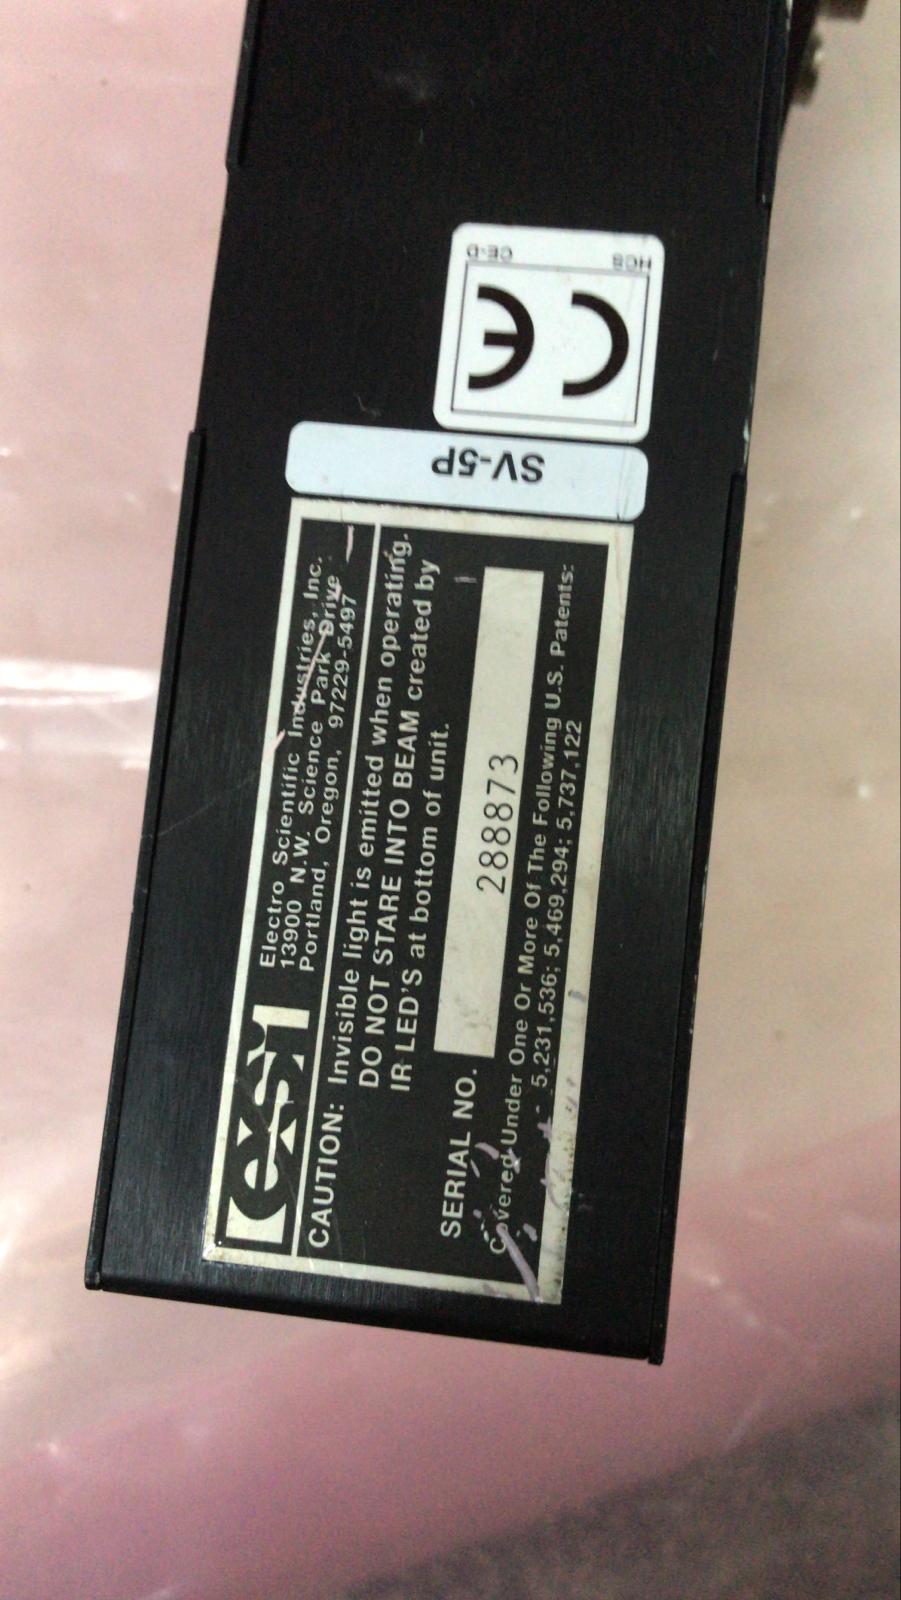 esi
Electro Scientific Industries, Inc.
13900 N.W. Science Park Drive
Portland, Oregon, 97229-5497
CAUTION: Invisible light is emitted when operating.
DO NOT STARE INTO BEAM created by
IR LED'S at bottom of unit.
SERIAL NO. 288873
Covered Under One Or More Of The Following U.S. Patents:
5,231,536; 5,469,294; 5,737,122
SV-5P
CE
HCS CE-D